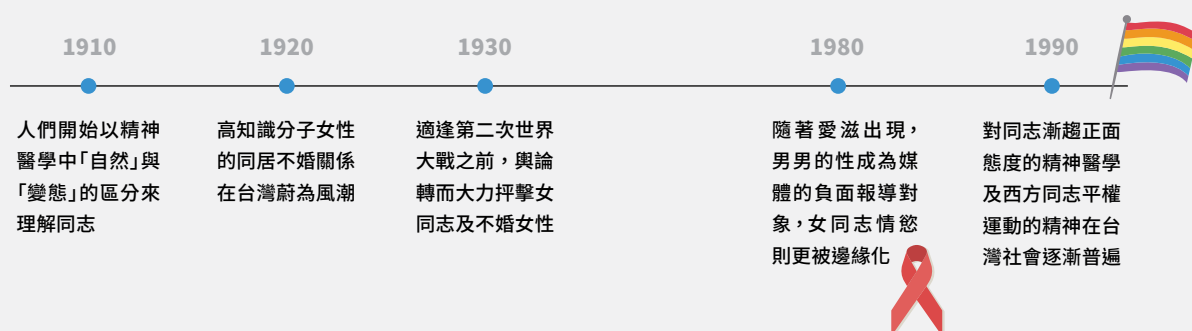 1910
人們開始以精神
醫學中「自然」與
「變態」的區分來
理解同志
1920
高知識分子女性
的同居不婚關係
在台灣蔚為風潮
1930
適逢第二次世界
大戰之前，輿論
轉而大力抨擊女
同志及不婚女性
1980
隨著愛滋出現，
男男的性成為媒
體的負面報導對
象，女同志情慾
則更被邊緣化
1990
對同志漸趨正面
態度的精神醫學
及西方同志平權
運動的精神在台
灣社會逐漸普遍